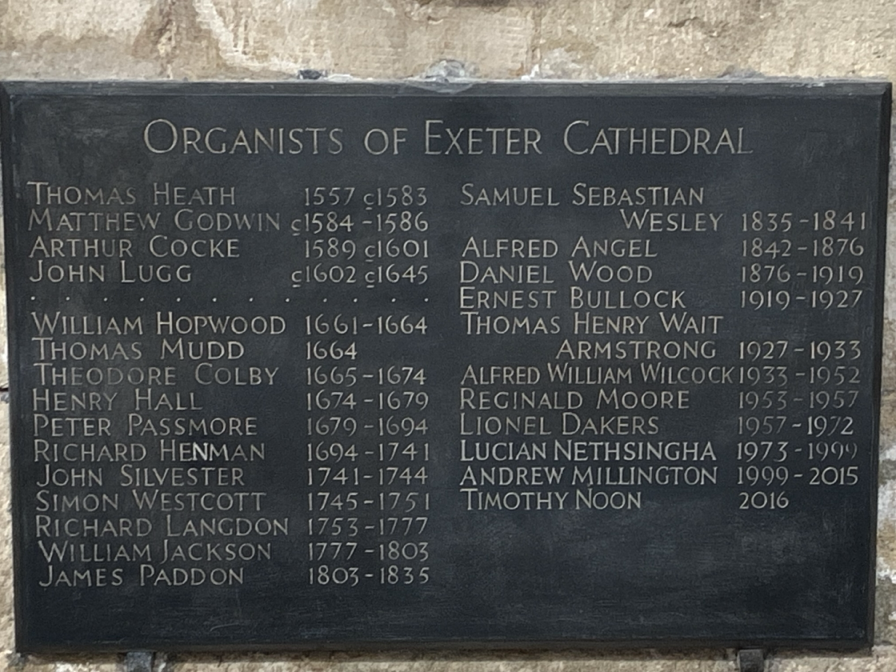 ORGANISTS OF EXETER CATHEDRAL
THOMAS HEATH 1557 c1583
MATTHEW GODWIN c1584-1586
ARTHUR COCKE 1589 c1601
JOHN LUGG c1602 c1645
. . . . . . . . . . . . . . . .
WILLIAM HOPWOOD 1661-1664
THOMAS MUDD 1664
THEODORE COLBY 1665-1674
HENRY HALL 1674-1679
PETER PASSMORE 1679-1694
RICHARD HENMAN 1694-1741
JOHN SILVESTER 1741-1744
SIMON WESTCOTT 1745-1751
RICHARD LANGDON 1753-1777
WILLIAM JACKSON 1777-1803
JAMES PADDON 1803-1835
SAMUEL SEBASTIAN
WESLEY 1835-1841
ALFRED ANGEL 1842-1876
DANIEL WOOD 1876-1919
ERNEST BULLOCK 1919-1927
THOMAS HENRY WAIT
ARMSTRONG 1927-1933
ALFRED WILLIAM WILCOCK 1933-1952
REGINALD MOORE 1953-1957
LIONEL DAKERS 1957-1972
LUCIAN NETHSINGHA 1973-1999
ANDREW MILLINGTON 1999-2015
TIMOTHY NOON 2016